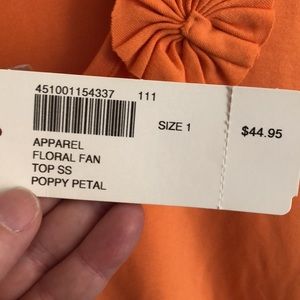 451001154337 111
SIZE 1 $44.95
APPAREL
FLORAL FAN
TOP SS
POPPY PETAL